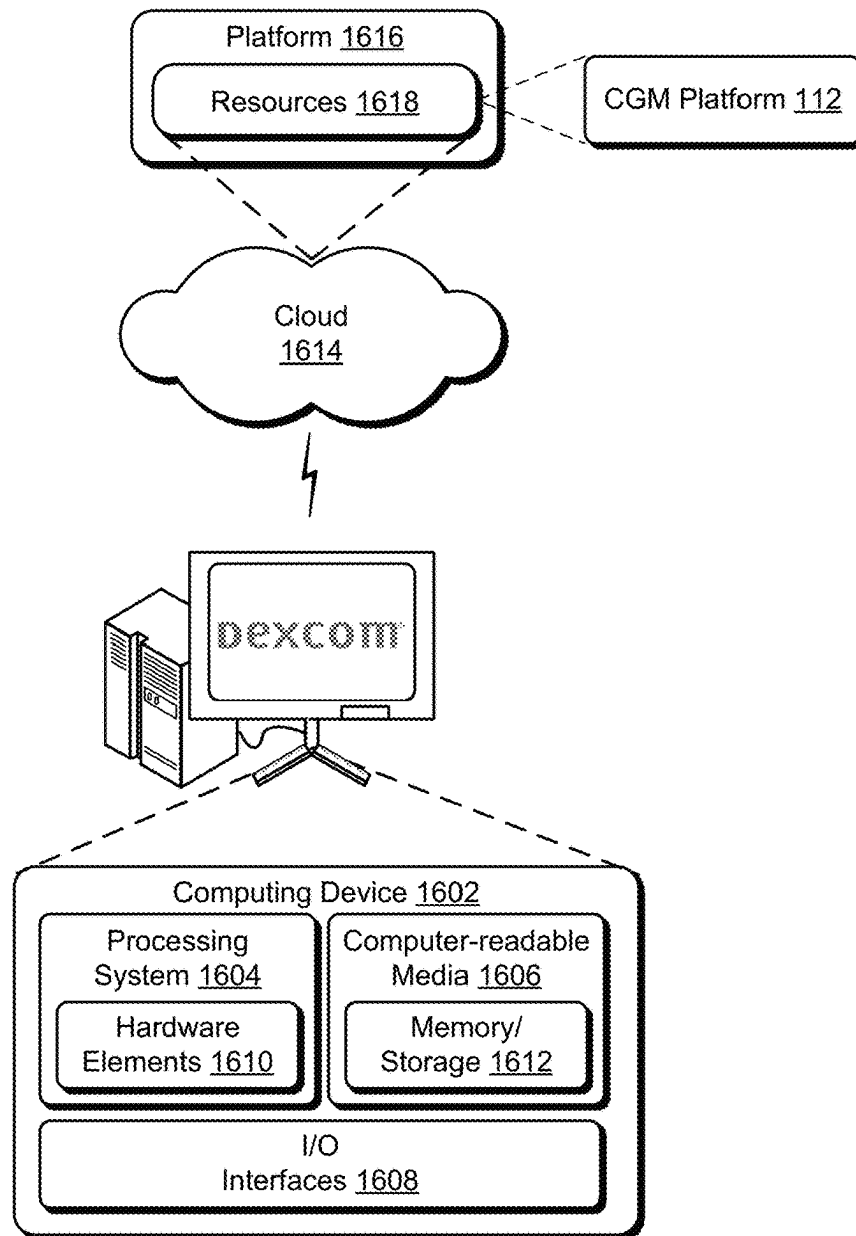 Platform 1616
Resources 1618
CGM Platform 112
Cloud
1614
Dexcom
Computing Device 1602
Processing
System 1604
Hardware
Elements 1610
Computer-readable
Media 1606
Memory/
Storage 1612
I/O
Interfaces 1608